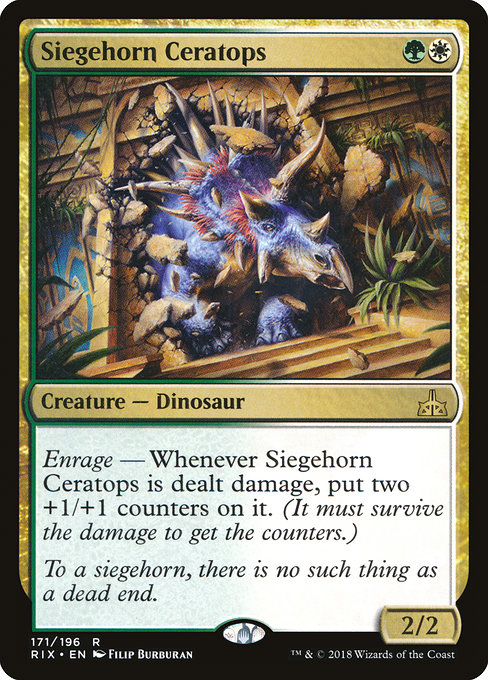 Siegehorn Ceratops
Creature — Dinosaur
Enrage — Whenever Siegehorn
Ceratops is dealt damage, put two
+1/+1 counters on it. (It must survive
the damage to get the counters.)
To a siegehorn, there is no such thing as
a dead end.
2/2
171/196 R
RIX • EN Filip Burburan
™ & © 2018 Wizards of the Coast